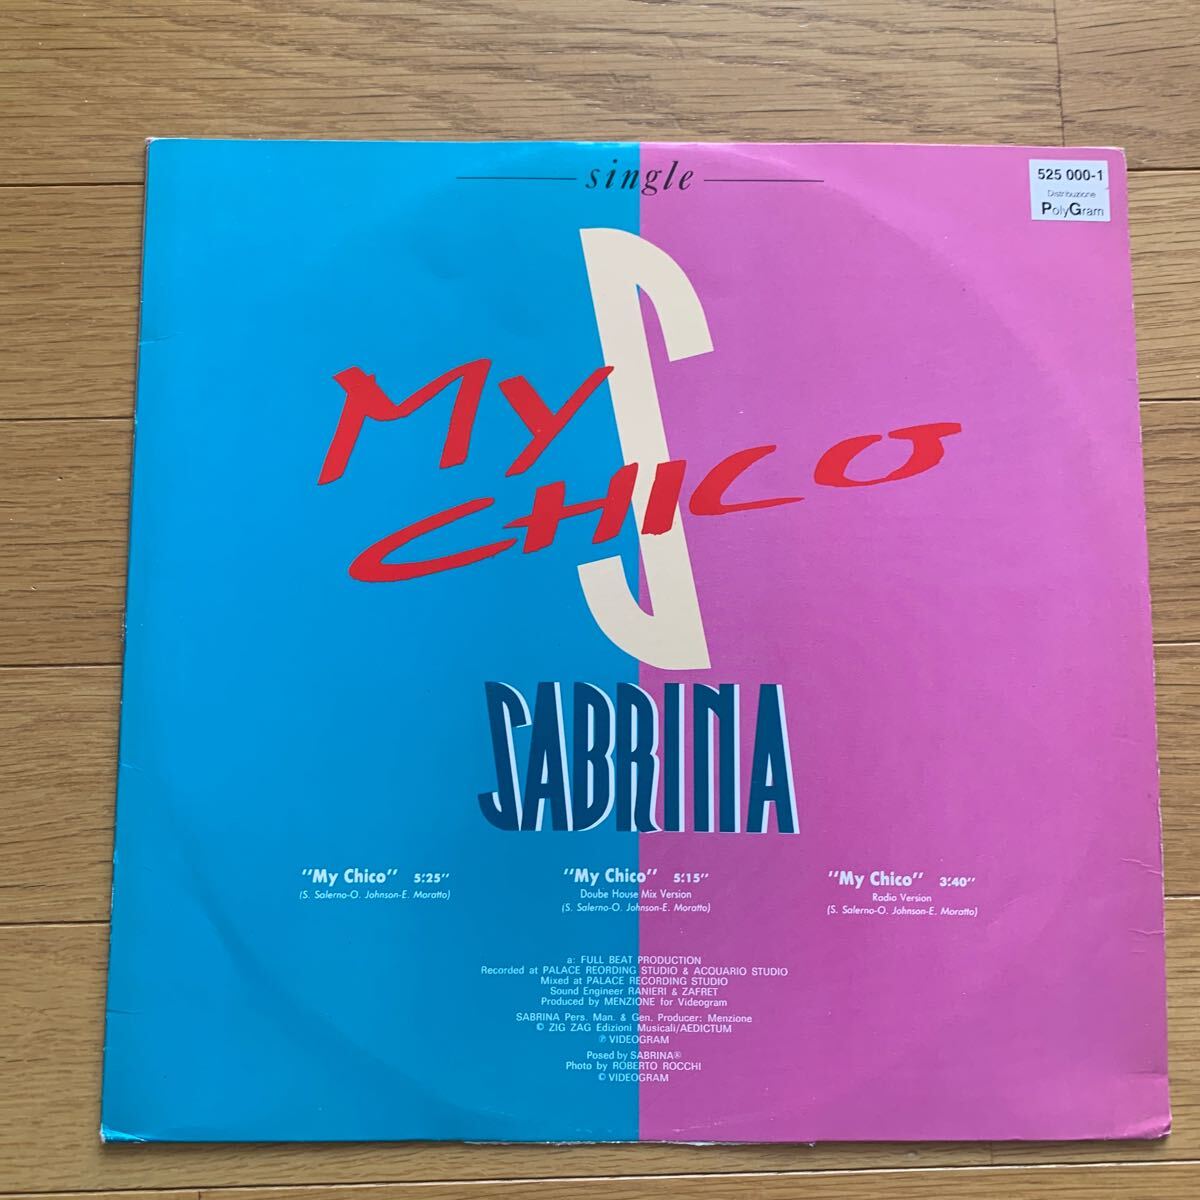 single
525 000-1
Distribuzione
PolyGram
S
My
CHICO
SABRINA
"My Chico" 5:'25"
(S. Salerno-O. Johnson-E. Moratto)
"My Chico" 5:'15"
Doube House Mix Version
(S. Salerno-O. Johnson-E. Moratto)
"My Chico" 3:'40"
Radio Version
(S. Salerno-O. Johnson-E. Moratto)
a: FULL BEAT PRODUCTION
Recorded at PALACE REORDING STUDIO & ACQUARIO STUDIO
Mixed at PALACE RECORDING STUDIO
Sound Engineer RANIERI & ZAFRET
Produced by MENZIONE for Videogram
SABRINA Pers. Man. & Gen. Producer: Menzione
© ZIG ZAG Edizioni Musicali/AEDICTUM
℗ VIDEOGRAM
Posed by SABRINA®
Photo by ROBERTO ROCCHI
© VIDEOGRAM